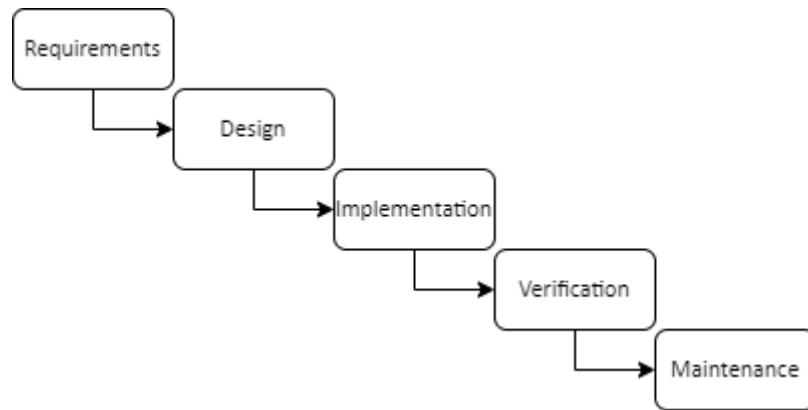 Requirements
Design
Implementation
Verification
Maintenance